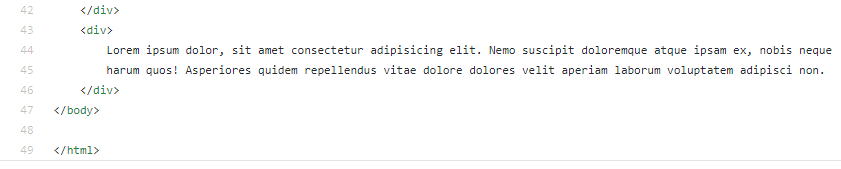 42 </div>
43 <div>
44 Lorem ipsum dolor, sit amet consectetur adipisicing elit. Nemo suscipit doloremque atque ipsam ex, nobis neque
45 harum quos! Asperiores quidem repellendus vitae dolore dolores velit aperiam laborum voluptatem adipisci non.
46 </div>
47 </body>
48
49 </html>